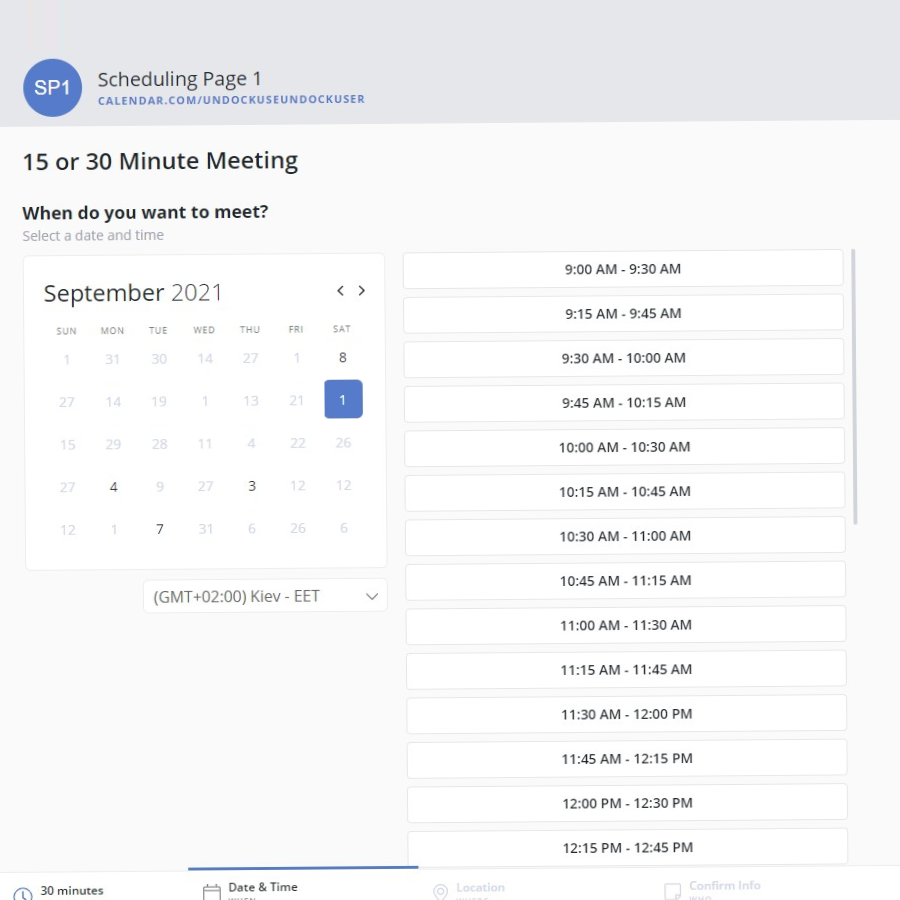 SP1
Scheduling Page 1
CALENDAR.COM/UNDOCKUSEUNDOCKUSER
15 or 30 Minute Meeting
When do you want to meet?
Select a date and time
September 2021
SUN MON TUE WED THU FRI SAT
1 31 30 14 27 1 8
27 14 19 1 13 21 1
15 29 28 11 4 22 26
27 4 9 27 3 12 12
12 1 7 31 6 26 6
(GMT+02:00) Kiev - EET
9:00 AM - 9:30 AM
9:15 AM - 9:45 AM
9:30 AM - 10:00 AM
9:45 AM - 10:15 AM
10:00 AM - 10:30 AM
10:15 AM - 10:45 AM
10:30 AM - 11:00 AM
10:45 AM - 11:15 AM
11:00 AM - 11:30 AM
11:15 AM - 11:45 AM
11:30 AM - 12:00 PM
11:45 AM - 12:15 PM
12:00 PM - 12:30 PM
12:15 PM - 12:45 PM
30 minutes
Date & Time
Location
Confirm Info